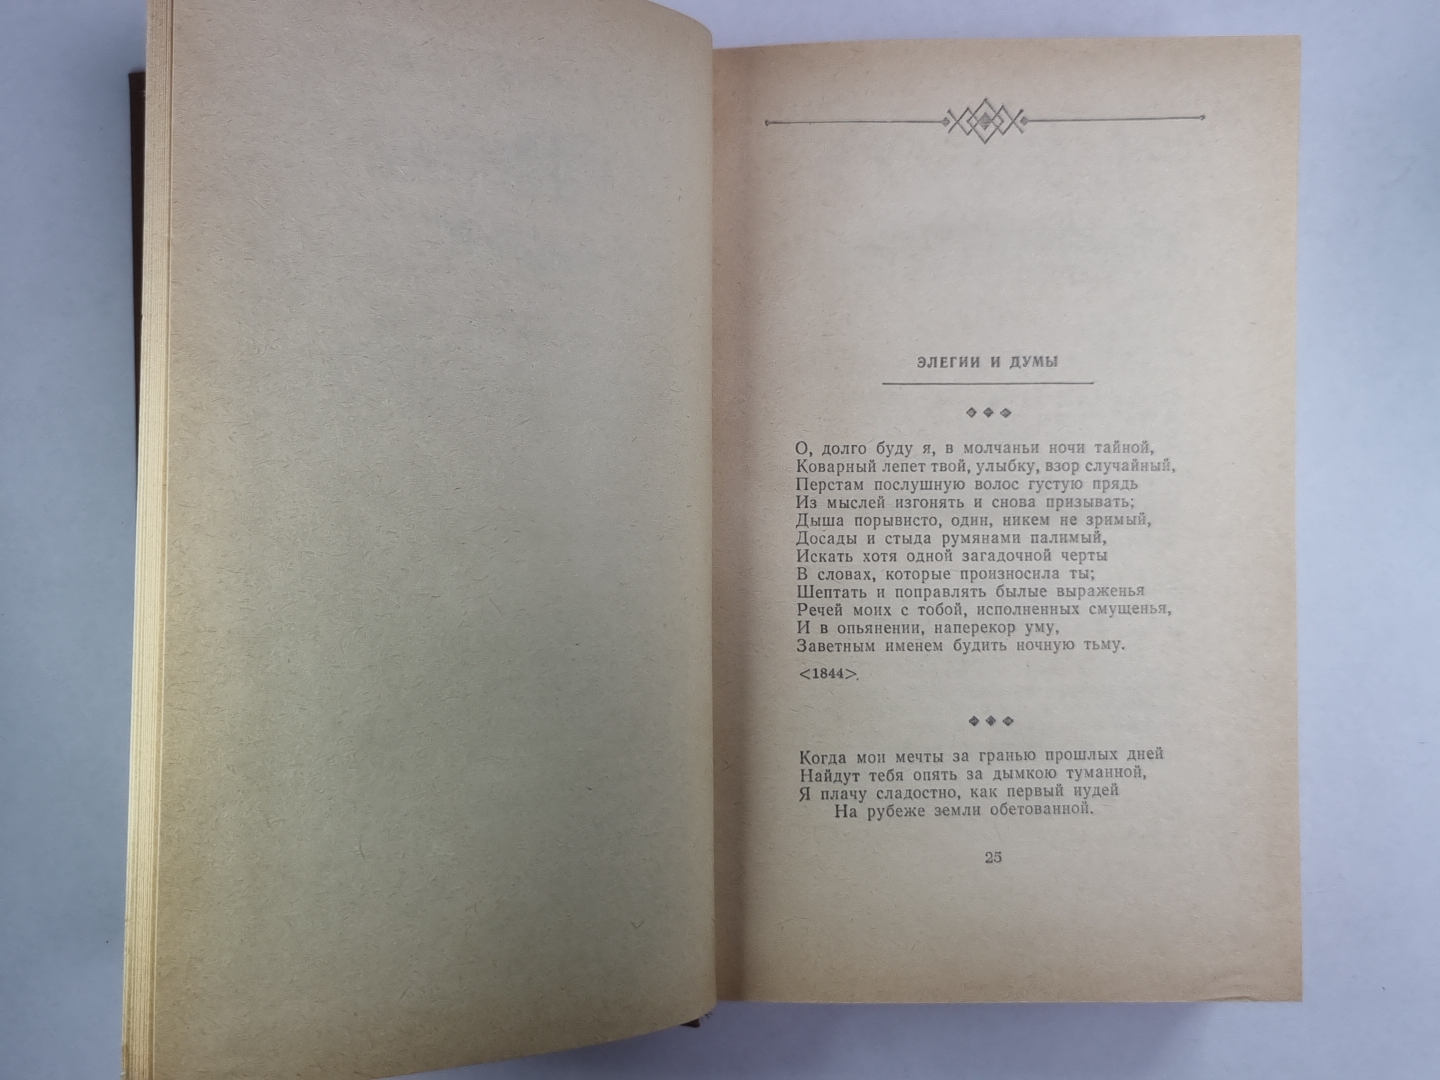 ЭЛЕГИИ И ДУМЫ
О, долго буду я, в молчаньи ночи тайной,
Коварный лепет твой, улыбку, взор случайный,
Перстам послушную волос густую прядь
Из мыслей изгонять и снова призывать;
Дыша порывисто, один, никем не зримый,
Досады и стыда румянами палимый,
Искать хотя одной загадочной черты
В словах, которые произносила ты;
Шептать и поправлять былые выраженья
Речей моих с тобой, исполненных смущенья,
И в опьянении, наперекор уму,
Заветным именем будить ночную тьму.
<1844>.
Когда мои мечты за гранью прошлых дней
Найдут тебя опять за дымкою туманной,
Я плачу сладостно, как первый иудей
На рубеже земли обетованной.
25